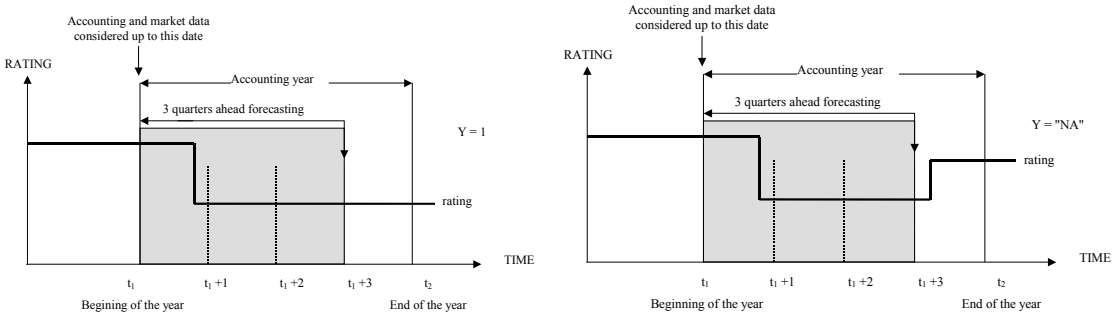 Accounting and market data
considered up to this date
RATING
Accounting year
3 quarters ahead forecasting
Y = 1
rating
TIME
t₁
t₁ +1
t₁ +2
t₁ +3
t₂
Begining of the year
End of the year
Accounting and market data
considered up to this date
RATING
Accounting year
3 quarters ahead forecasting
Y = "NA"
rating
TIME
t₁
t₁ +1
t₁ +2
t₁ +3
t₂
Beginning of the year
End of the year